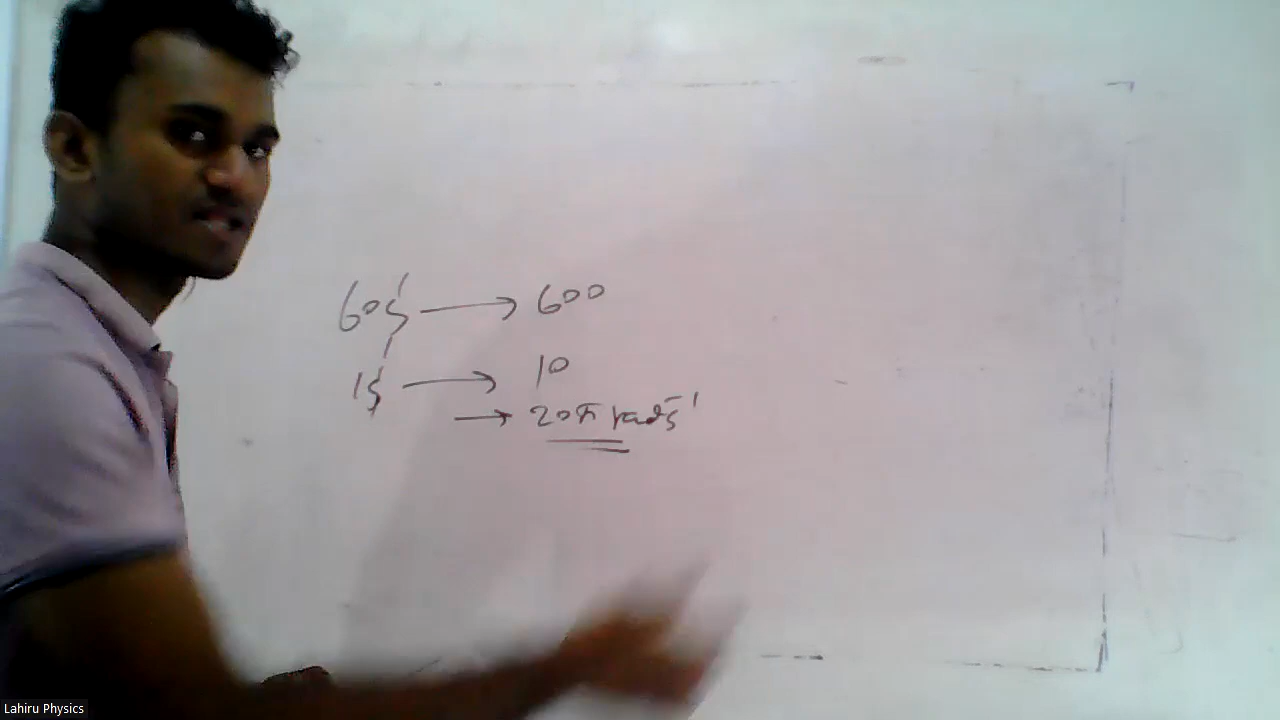 60s → 600
1s → 10
→ 20π rads⁻¹
Lahiru Physics